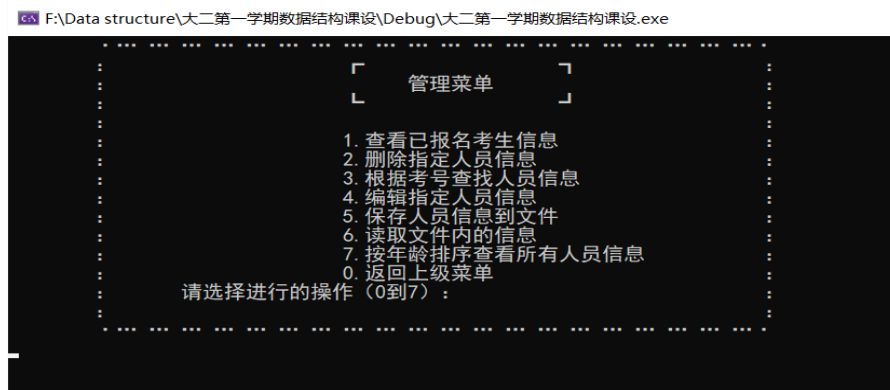 F:\Data structure\大二第一学期数据结构课设\Debug\大二第一学期数据结构课设.exe
管理菜单
1.查看已报名考生信息
2.删除指定人员信息
3.根据考号查找人员信息
4.编辑指定人员信息
5.保存人员信息到文件
6.读取文件内的信息
7.按年龄排序查看所有人员信息
0.返回上级菜单
请选择进行的操作（0到7）：